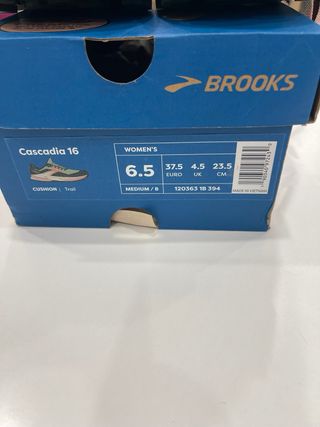 BROOKS
Cascadia 16
CUSHION | Trail
WOMEN'S
6.5 37.5 4.5 23.5
EURO UK CM
MEDIUM / B 120363 1B 394
MADE IN VIETNAM